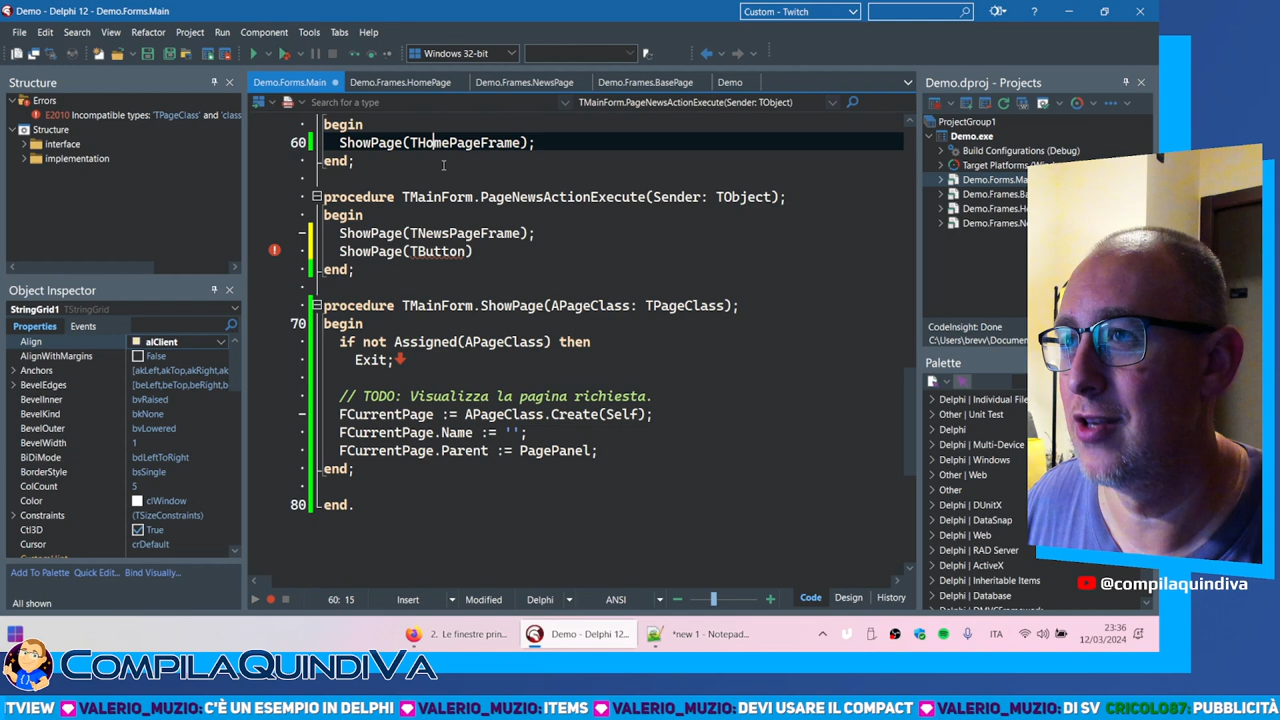 Demo - Delphi 12 - Demo.Forms.Main
Custom - Twitch
File Edit Search View Refactor Project Run Component Tools Tabs Help
Windows 32-bit
Structure
Errors
E2010 Incompatible types: 'TPageClass' and 'class
Structure
interface
implementation
Object Inspector
StringGrid1 TStringGrid
Properties Events
Align alClient
AlignWithMargins False
Anchors [akLeft,akTop,akRight,ak
BevelEdges [beLeft,beTop,beRight,be
BevelInner bvRaised
BevelKind bkNone
BevelOuter bvLowered
BevelWidth 1
BiDiMode bdLeftToRight
BorderStyle bsSingle
ColCount 5
Color clWindow
Constraints (TSizeConstraints)
Ctl3D True
Cursor crDefault
Add To Palette Quick Edit... Bind Visually...
All shown
Demo.Forms.Main Demo.Frames.HomePage Demo.Frames.NewsPage Demo.Frames.BasePage Demo
Search for a type
TMainForm.PageNewsActionExecute(Sender: TObject)
begin
60 ShowPage(THomePageFrame);
end;
procedure TMainForm.PageNewsActionExecute(Sender: TObject);
begin
ShowPage(TNewsPageFrame);
ShowPage(TButton)
end;
procedure TMainForm.ShowPage(APageClass: TPageClass);
70 begin
if not Assigned(APageClass) then
Exit;
// TODO: Visualizza la pagina richiesta.
FCurrentPage := APageClass.Create(Self);
FCurrentPage.Name := '';
FCurrentPage.Parent := PagePanel;
end;
80 end.
60: 15 Insert Modified Delphi ANSI Code Design History
Demo.dproj - Projects
ProjectGroup1
Demo.exe
Build Configurations (Debug)
Target Platforms (Win
Demo.Forms.Ma
Demo.Frames.Ba
Demo.Frames.Ho
Demo.Frames.Ne
CodeInsight: Done
C:\Users\brevv\Docume
Palette
Delphi | Individual Fil
Other | Unit Test
Delphi
Delphi | Multi-Device
Delphi | Windows
Other | Web
Other
Delphi | DUnitX
Delphi | DataSnap
Delphi | Web
Delphi | RAD Server
Delphi | ActiveX
Delphi | Inheritable Items
@compilaquindiva
2. Le finestre prin...
Demo - Delphi 12...
*new 1 - Notepad...
ITA
23:36
12/03/2024
COMPILAQUINDIVA
TVIEW VALERIO_MUZIO: C'È UN ESEMPIO IN DELPHI VALERIO_MUZIO: ITEMS VALERIO_MUZIO: DEVI USARE IL COMPACT VALERIO_MUZIO: DI SV CRICOLO87: PUBBLICITÀ